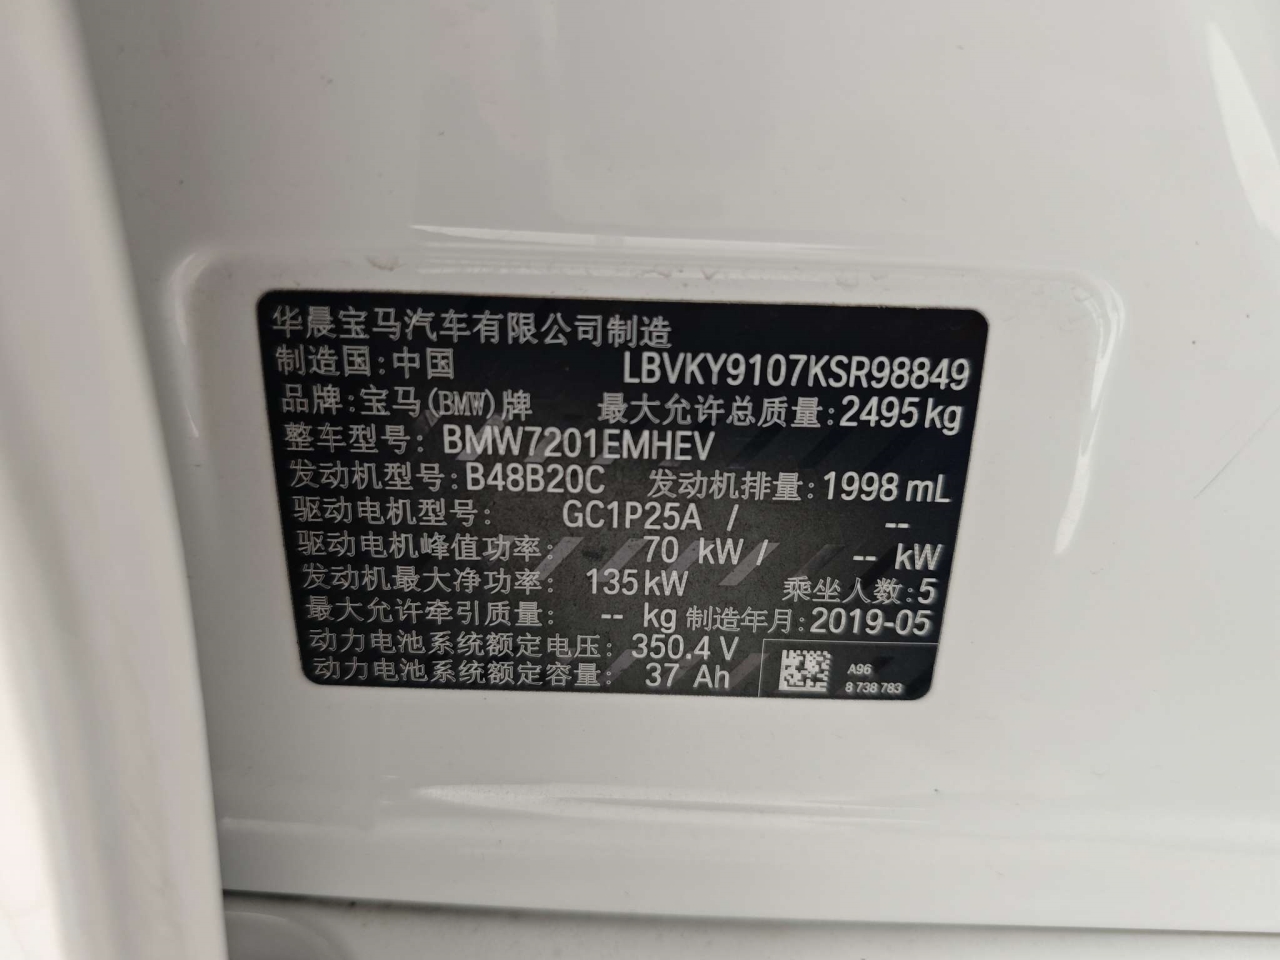 华晨宝马汽车有限公司制造
制造国:中国 LBVKY9107KSR98849
品牌:宝马(BMW)牌 最大允许总质量:2495kg
整车型号: BMW7201EMHEV
发动机型号: B48B20C 发动机排量: 1998 mL
驱动电机型号: GC1P25A / --
驱动电机峰值功率: 70 kW / -- kW
发动机最大净功率: 135kW 乘坐人数:5
最大允许牵引质量: -- kg 制造年月:2019-05
动力电池系统额定电压: 350.4 V
动力电池系统额定容量: 37 Ah
A96
8 738 783